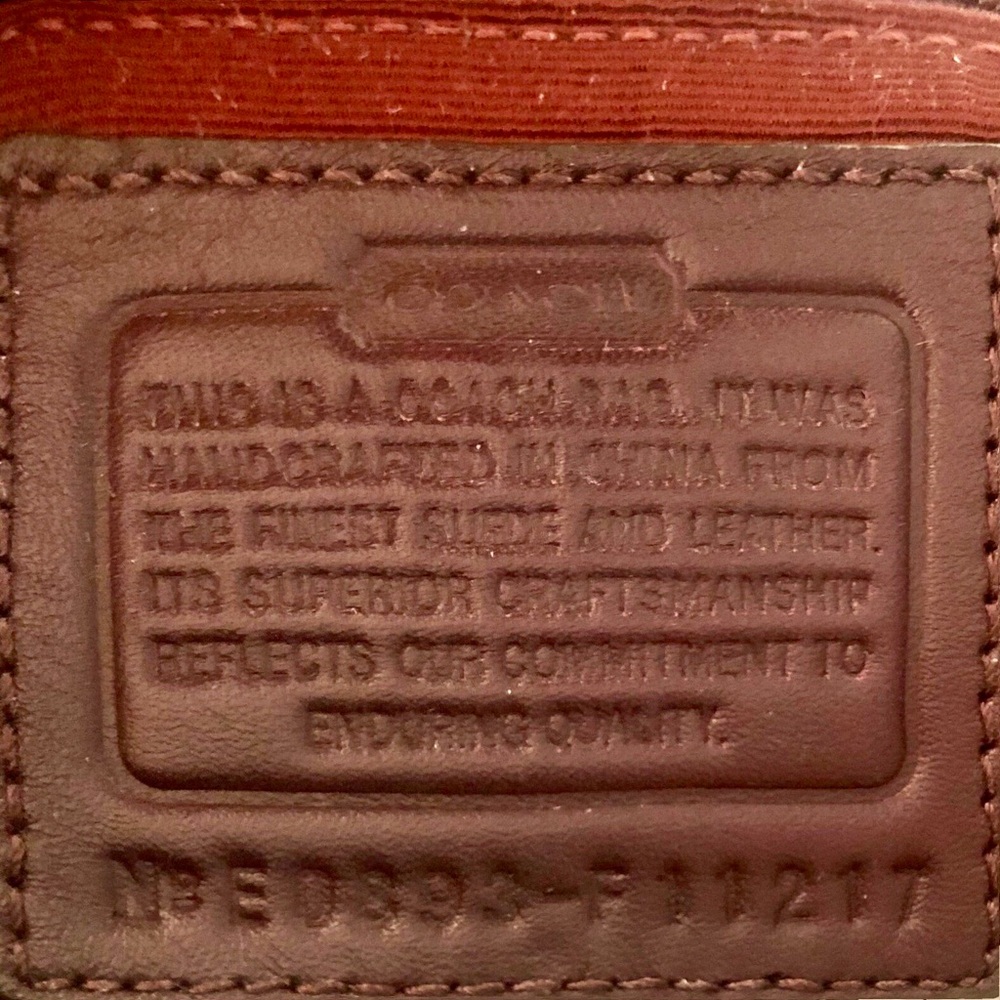 COACH
THIS IS A COACH BAG. IT WAS
HANDCRAFTED IN CHINA FROM
THE FINEST SUEDE AND LEATHER.
ITS SUPERIOR CRAFTSMANSHIP
REFLECTS OUR COMMITMENT TO
ENDURING QUALITY.
Nº E0893-F11217